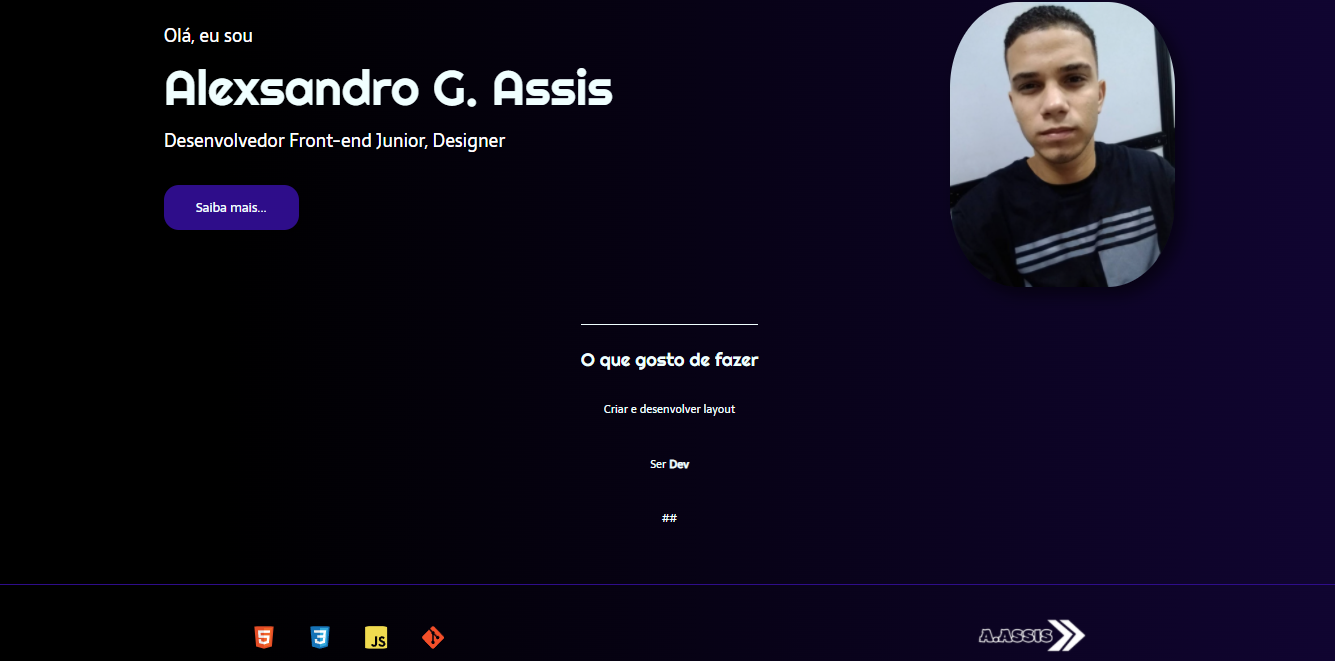 Olá, eu sou
Alexsandro G. Assis
Desenvolvedor Front-end Junior, Designer
Saiba mais...
O que gosto de fazer
Criar e desenvolver layout
Ser Dev
##
5 3 JS
A.ASSIS